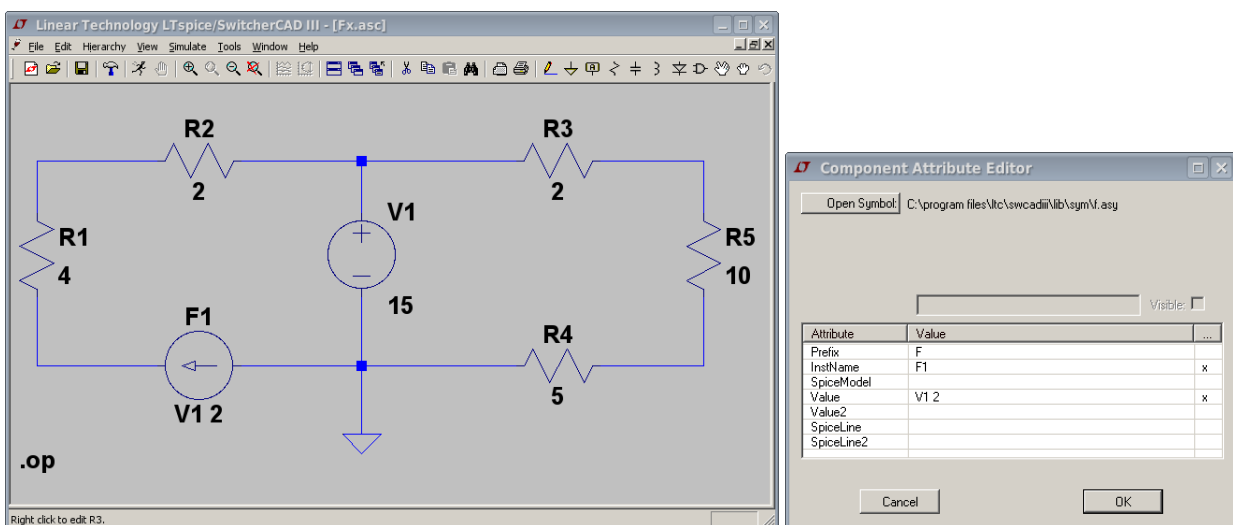 Linear Technology LTspice/SwitcherCAD III - [Fx.asc]
File Edit Hierarchy View Simulate Tools Window Help
R2
2
R3
2
V1
15
R1
4
R5
10
F1
V1 2
R4
5
.op
Right click to edit R3.
Component Attribute Editor
Open Symbol: C:\program files\ltc\swcadiii\lib\sym\f.asy
Visible:
Attribute Value ...
Prefix F
InstName F1 x
SpiceModel
Value V1 2 x
Value2
SpiceLine
SpiceLine2
Cancel OK